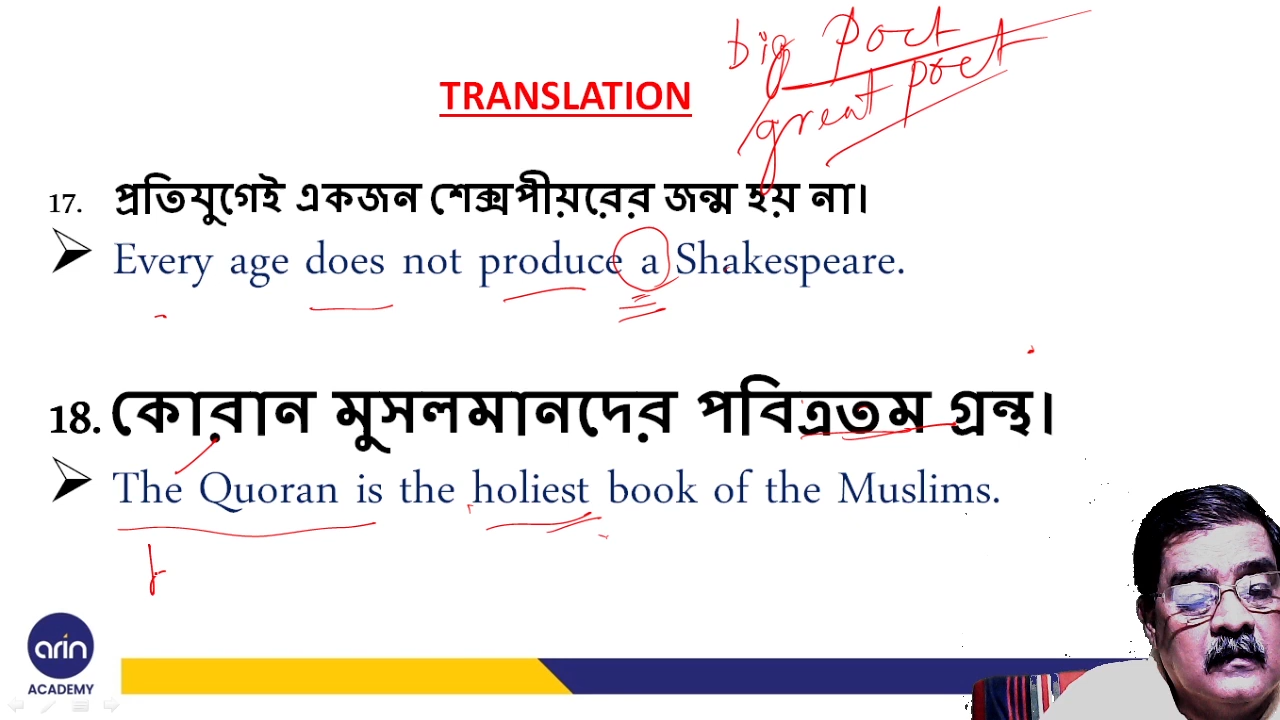 big poet
great poet
TRANSLATION
17. প্রতিযুগেই একজন শেক্সপীয়রের জন্ম হয় না।
Every age does not produce a Shakespeare.
18. কোরান মুসলমানদের পবিত্রতম গ্রন্থ।
The Quoran is the holiest book of the Muslims.
arin
ACADEMY